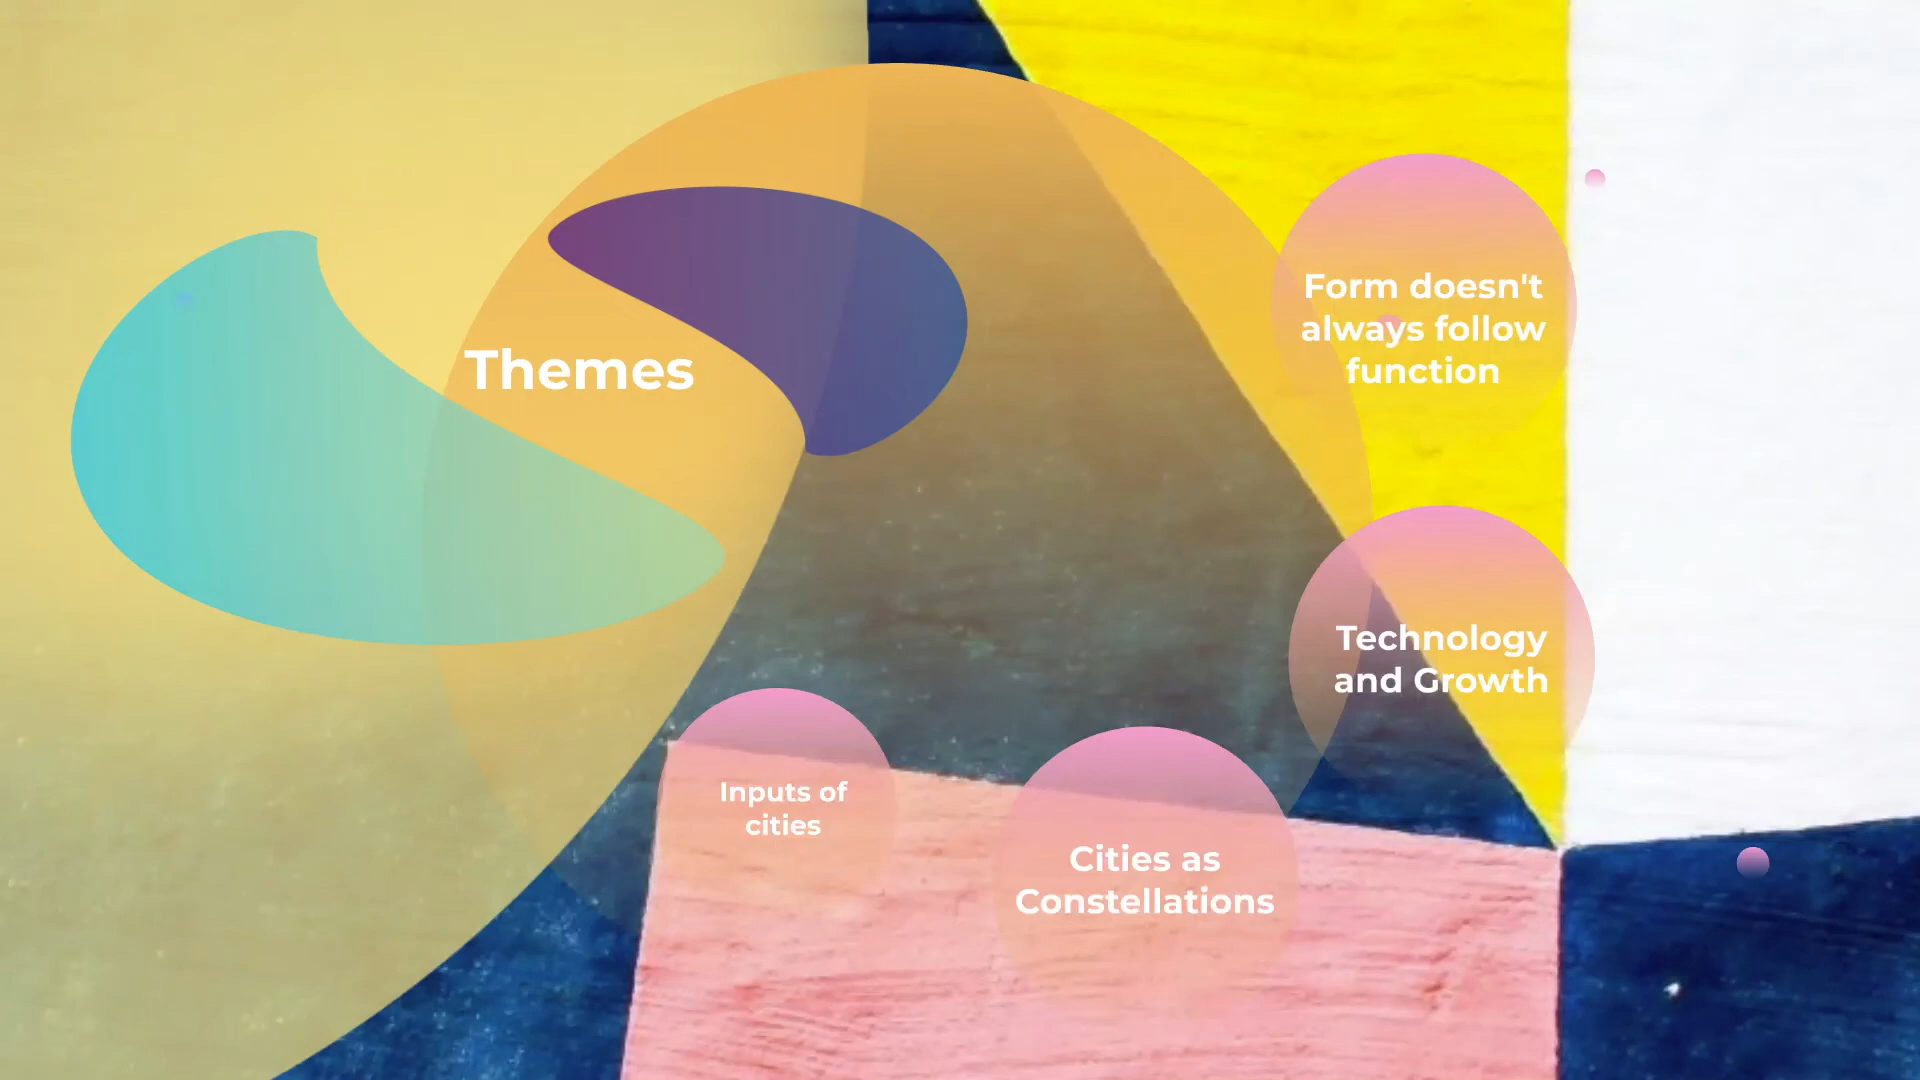 Themes
Form doesn't
always follow
function
Technology
and Growth
Inputs of
cities
Cities as
Constellations